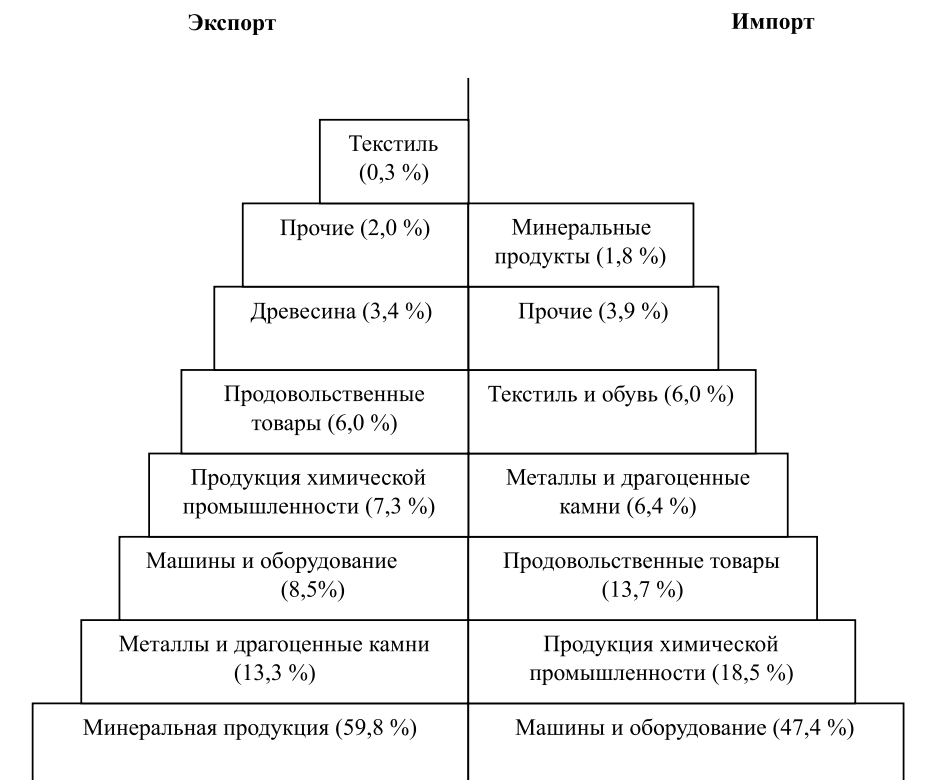 Экспорт
Импорт
Текстиль
(0,3 %)
Прочие (2,0 %)
Минеральные
продукты (1,8 %)
Древесина (3,4 %)
Прочие (3,9 %)
Продовольственные
товары (6,0 %)
Текстиль и обувь (6,0 %)
Продукция химической
промышленности (7,3 %)
Металлы и драгоценные
камни (6,4 %)
Машины и оборудование
(8,5%)
Продовольственные товары
(13,7 %)
Металлы и драгоценные камни
(13,3 %)
Продукция химической
промышленности (18,5 %)
Минеральная продукция (59,8 %)
Машины и оборудование (47,4 %)